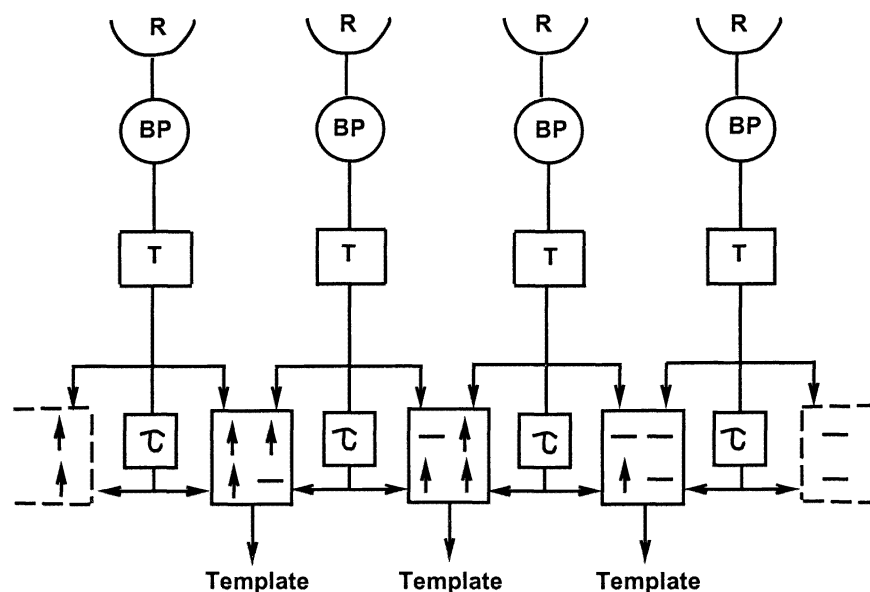 R R R R
BP BP BP BP
T T T T
τ τ τ τ
Template Template Template